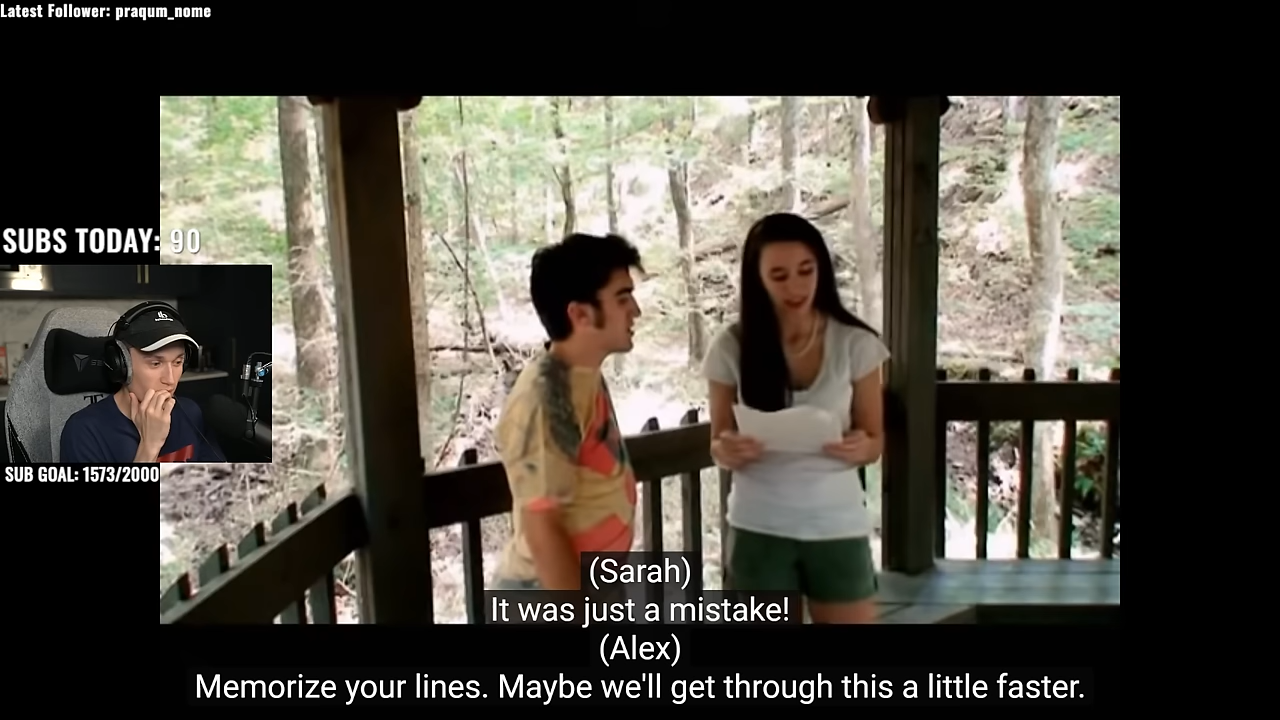 Latest Follower: praqum_nome
SUBS TODAY: 90
SUB GOAL: 1573/2000
(Sarah)
It was just a mistake!
(Alex)
Memorize your lines. Maybe we'll get through this a little faster.